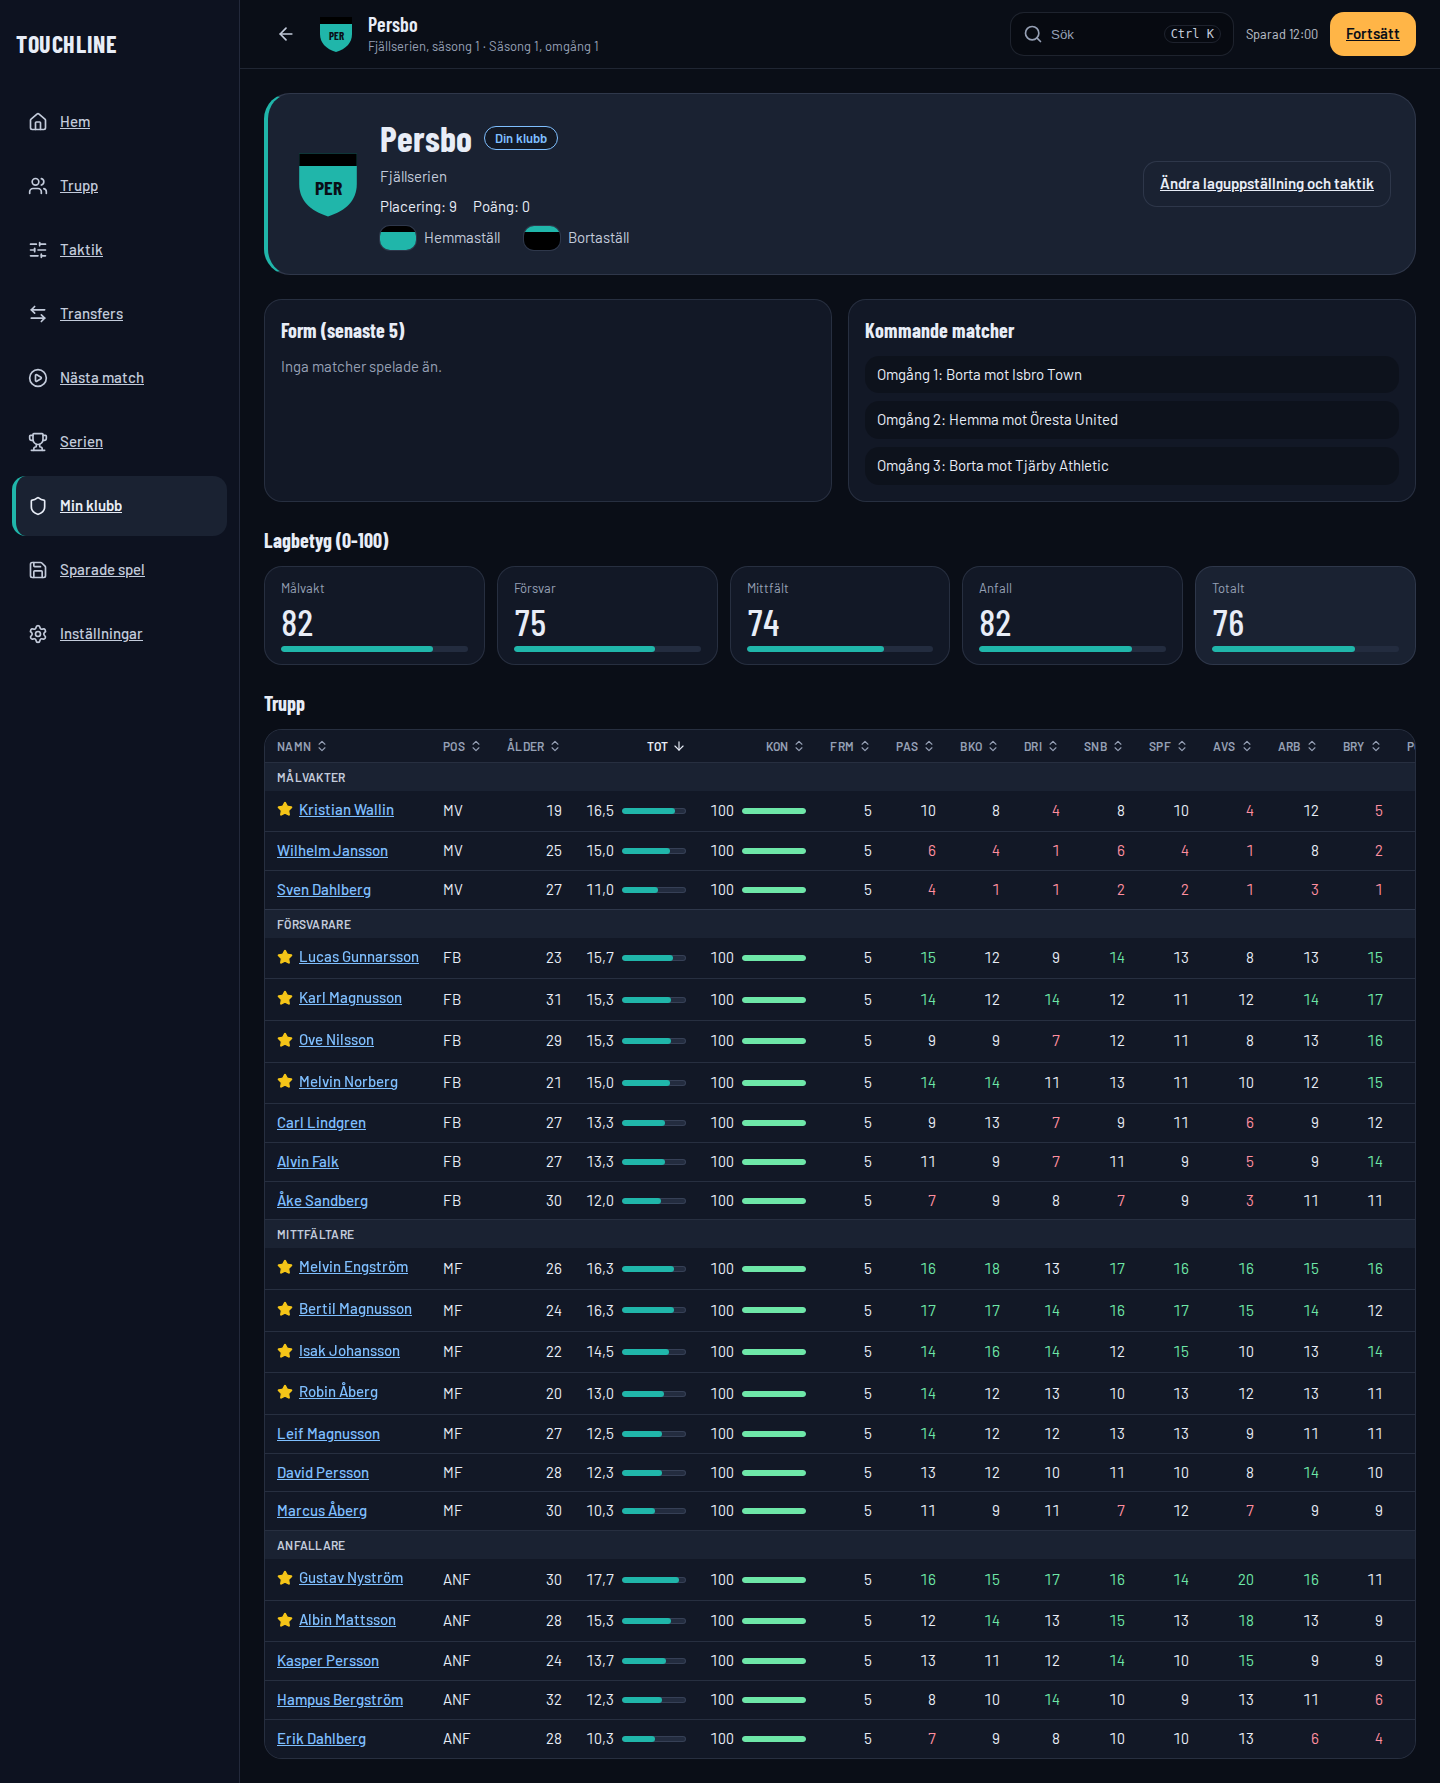 TOUCHLINE
Hem
Trupp
Taktik
Transfers
Nästa match
Serien
Min klubb
Sparade spel
Inställningar
PER
Persbo
Fjällserien, säsong 1 · Säsong 1, omgång 1
Sök Ctrl K
Sparad 12:00
Fortsätt
PER
Persbo Din klubb
Fjällserien
Placering: 9 Poäng: 0
Hemmaställ Bortaställ
Ändra laguppställning och taktik
Form (senaste 5)
Inga matcher spelade än.
Kommande matcher
Omgång 1: Borta mot Isbro Town
Omgång 2: Hemma mot Öresta United
Omgång 3: Borta mot Tjärby Athletic
Lagbetyg (0-100)
Målvakt 82
Försvar 75
Mittfält 74
Anfall 82
Totalt 76
Trupp
NAMN POS ÅLDER TOT KON FRM PAS BKO DRI SNB SPF AVS ARB BRY
MÅLVAKTER
Kristian Wallin MV 19 16,5 100 5 10 8 4 8 10 4 12 5
Wilhelm Jansson MV 25 15,0 100 5 6 4 1 6 4 1 8 2
Sven Dahlberg MV 27 11,0 100 5 4 1 1 2 2 1 3 1
FÖRSVARARE
Lucas Gunnarsson FB 23 15,7 100 5 15 12 9 14 13 8 13 15
Karl Magnusson FB 31 15,3 100 5 14 12 14 12 11 12 14 17
Ove Nilsson FB 29 15,3 100 5 9 9 7 12 11 8 13 16
Melvin Norberg FB 21 15,0 100 5 14 14 11 13 11 10 12 15
Carl Lindgren FB 27 13,3 100 5 9 13 7 9 11 6 9 12
Alvin Falk FB 27 13,3 100 5 11 9 7 11 9 5 9 14
Åke Sandberg FB 30 12,0 100 5 7 9 8 7 9 3 11 11
MITTFÄLTARE
Melvin Engström MF 26 16,3 100 5 16 18 13 17 16 16 15 16
Bertil Magnusson MF 24 16,3 100 5 17 17 14 16 17 15 14 12
Isak Johansson MF 22 14,5 100 5 14 16 14 12 15 10 13 14
Robin Åberg MF 20 13,0 100 5 14 12 13 10 13 12 13 11
Leif Magnusson MF 27 12,5 100 5 14 12 12 13 13 9 11 11
David Persson MF 28 12,3 100 5 13 12 10 11 10 8 14 10
Marcus Åberg MF 30 10,3 100 5 11 9 11 7 12 7 9 9
ANFALLARE
Gustav Nyström ANF 30 17,7 100 5 16 15 17 16 14 20 16 11
Albin Mattsson ANF 28 15,3 100 5 12 14 13 15 13 18 13 9
Kasper Persson ANF 24 13,7 100 5 13 11 12 14 10 15 9 9
Hampus Bergström ANF 32 12,3 100 5 8 10 14 10 9 13 11 6
Erik Dahlberg ANF 28 10,3 100 5 7 9 8 10 10 13 6 4